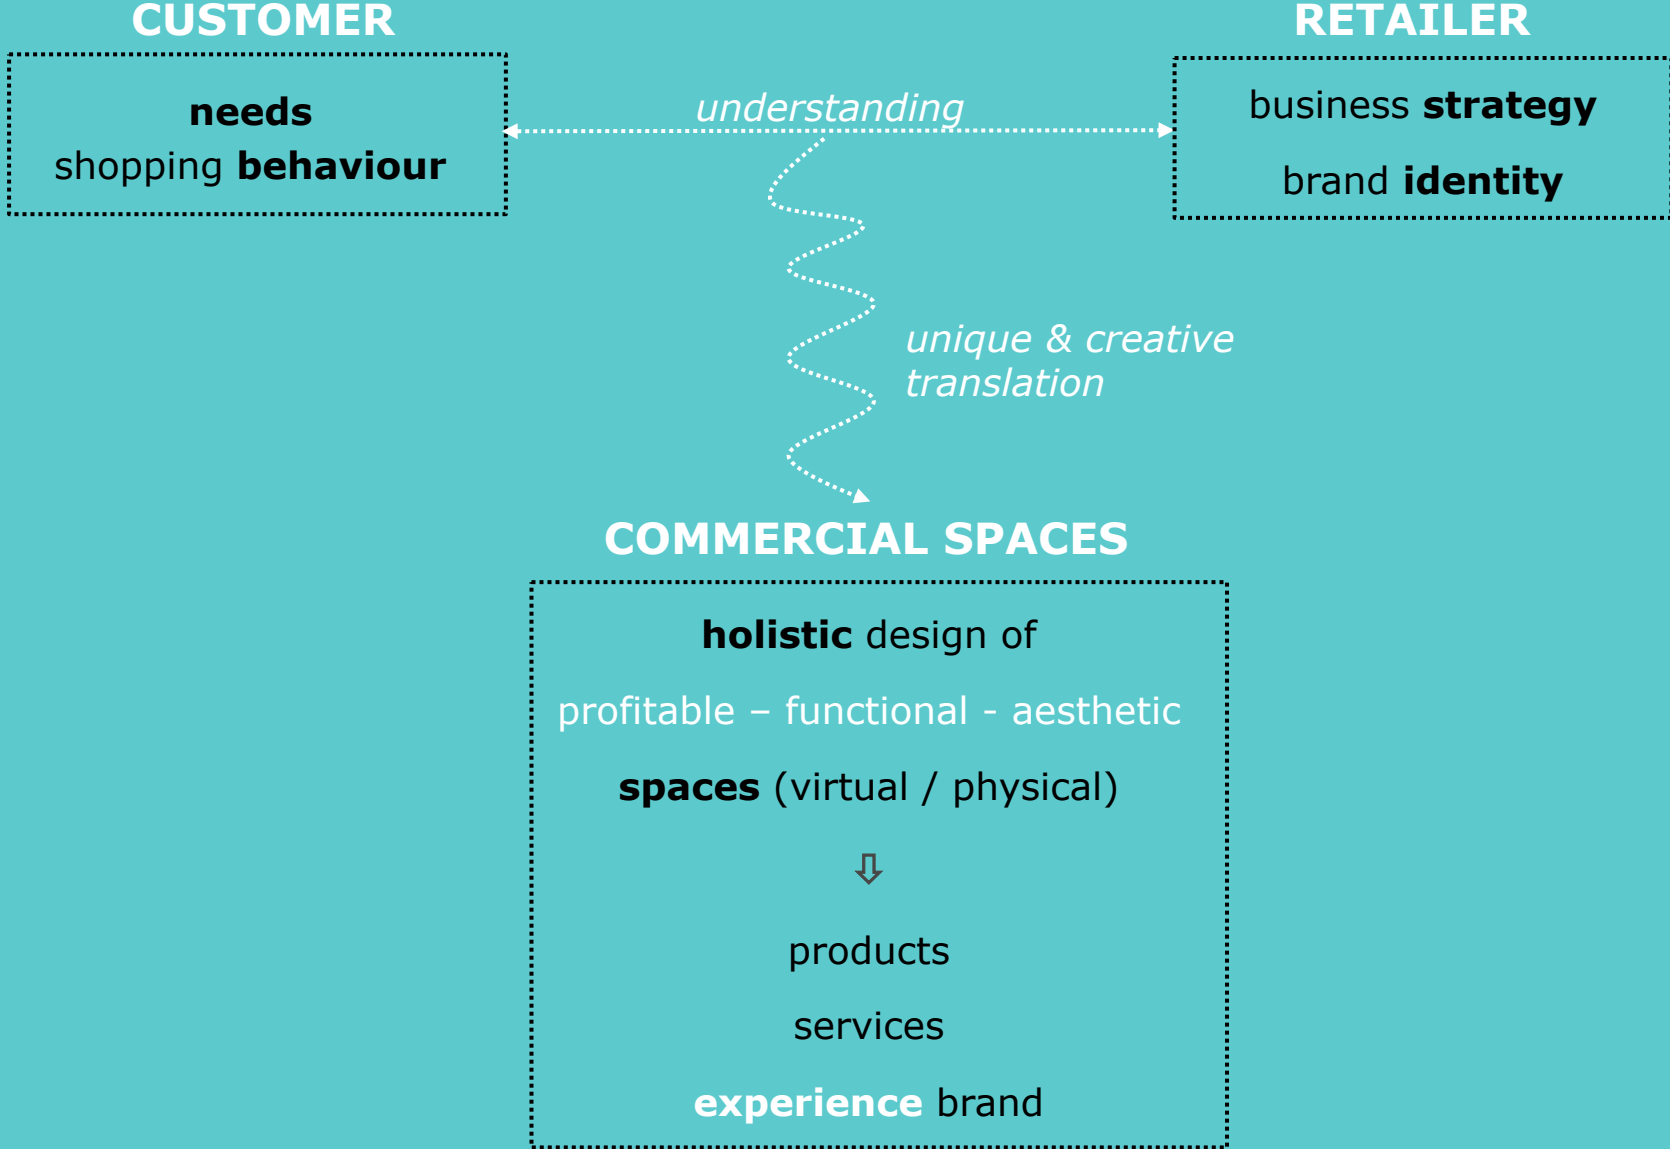 CUSTOMER
needs
shopping behaviour
understanding
RETAILER
business strategy
brand identity
unique & creative
translation
COMMERCIAL SPACES
holistic design of
profitable – functional - aesthetic
spaces (virtual / physical)
⇩
products
services
experience brand